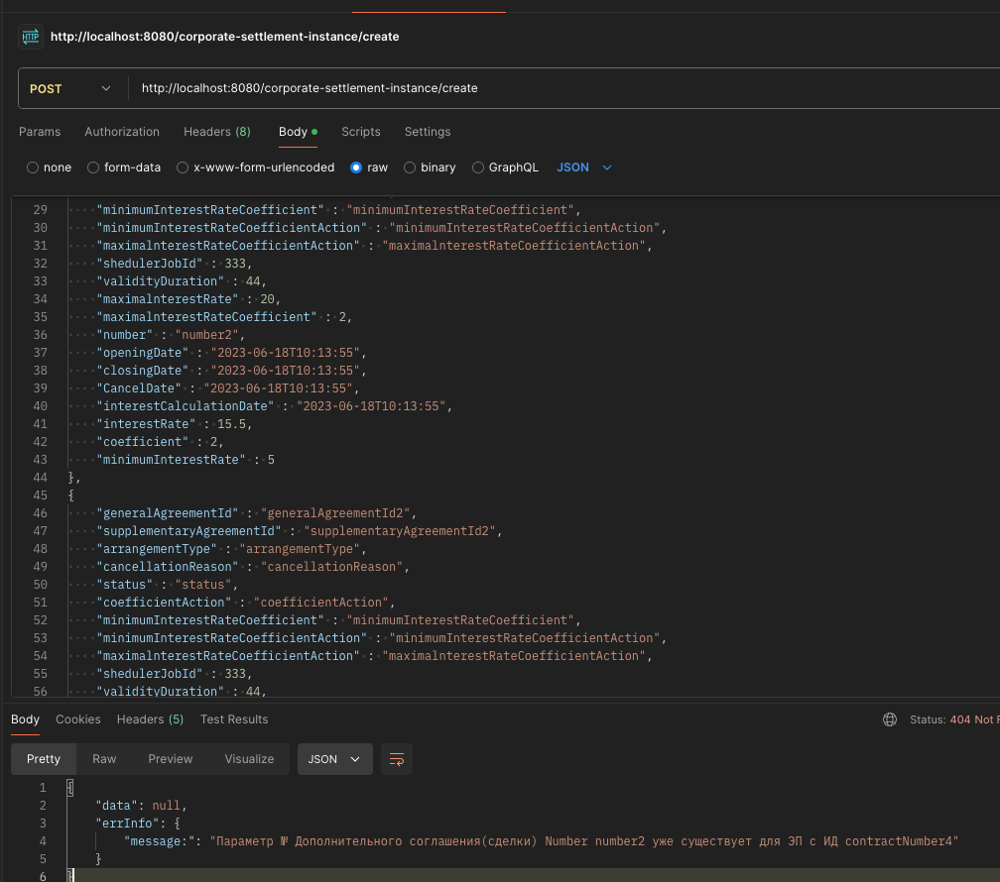 HTTP http://localhost:8080/corporate-settlement-instance/create
POST http://localhost:8080/corporate-settlement-instance/create
Params Authorization Headers (8) Body Scripts Settings
none form-data x-www-form-urlencoded raw binary GraphQL JSON
29 "minimumInterestRateCoefficient" : "minimumInterestRateCoefficient",
30 "minimumInterestRateCoefficientAction" : "minimumInterestRateCoefficientAction",
31 "maximalnterestRateCoefficientAction" : "maximalnterestRateCoefficientAction",
32 "shedulerJobId" : 333,
33 "validityDuration" : 44,
34 "maximalnterestRate" : 20,
35 "maximalnterestRateCoefficient" : 2,
36 "number" : "number2",
37 "openingDate" : "2023-06-18T10:13:55",
38 "closingDate" : "2023-06-18T10:13:55",
39 "CancelDate" : "2023-06-18T10:13:55",
40 "interestCalculationDate" : "2023-06-18T10:13:55",
41 "interestRate" : 15.5,
42 "coefficient" : 2,
43 "minimumInterestRate" : 5
44 },
45 {
46 "generalAgreementId" : "generalAgreementId2",
47 "supplementaryAgreementId" : "supplementaryAgreementId2",
48 "arrangementType" : "arrangementType",
49 "cancellationReason" : "cancellationReason",
50 "status" : "status",
51 "coefficientAction" : "coefficientAction",
52 "minimumInterestRateCoefficient" : "minimumInterestRateCoefficient",
53 "minimumInterestRateCoefficientAction" : "minimumInterestRateCoefficientAction",
54 "maximalnterestRateCoefficientAction" : "maximalnterestRateCoefficientAction",
55 "shedulerJobId" : 333,
56 "validityDuration" : 44,
Body Cookies Headers (5) Test Results Status: 404 Not
Pretty Raw Preview Visualize JSON
1 {
2 "data": null,
3 "errInfo": {
4 "message:": "Параметр № Дополнительного соглашения(сделки) Number number2 уже существует для ЭП с ИД contractNumber4"
5 }
6 }